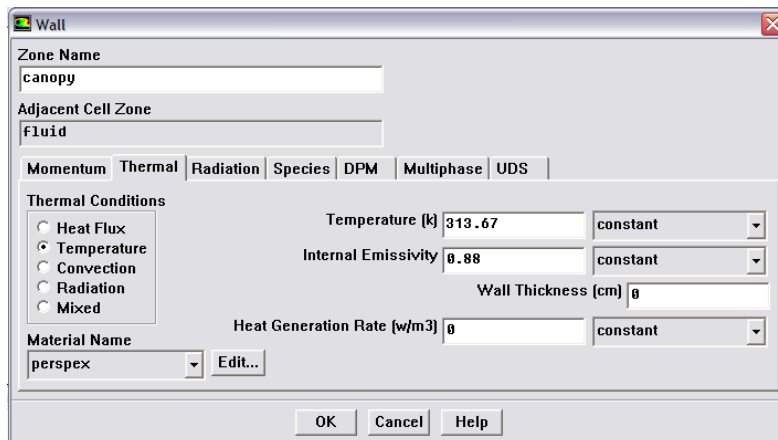 Wall
Zone Name
canopy
Adjacent Cell Zone
fluid
Momentum Thermal Radiation Species DPM Multiphase UDS
Thermal Conditions
Heat Flux
Temperature
Convection
Radiation
Mixed
Material Name
perspex Edit...
Temperature (k) 313.67 constant
Internal Emissivity 0.88 constant
Wall Thickness (cm) 0
Heat Generation Rate (w/m3) 0 constant
OK Cancel Help